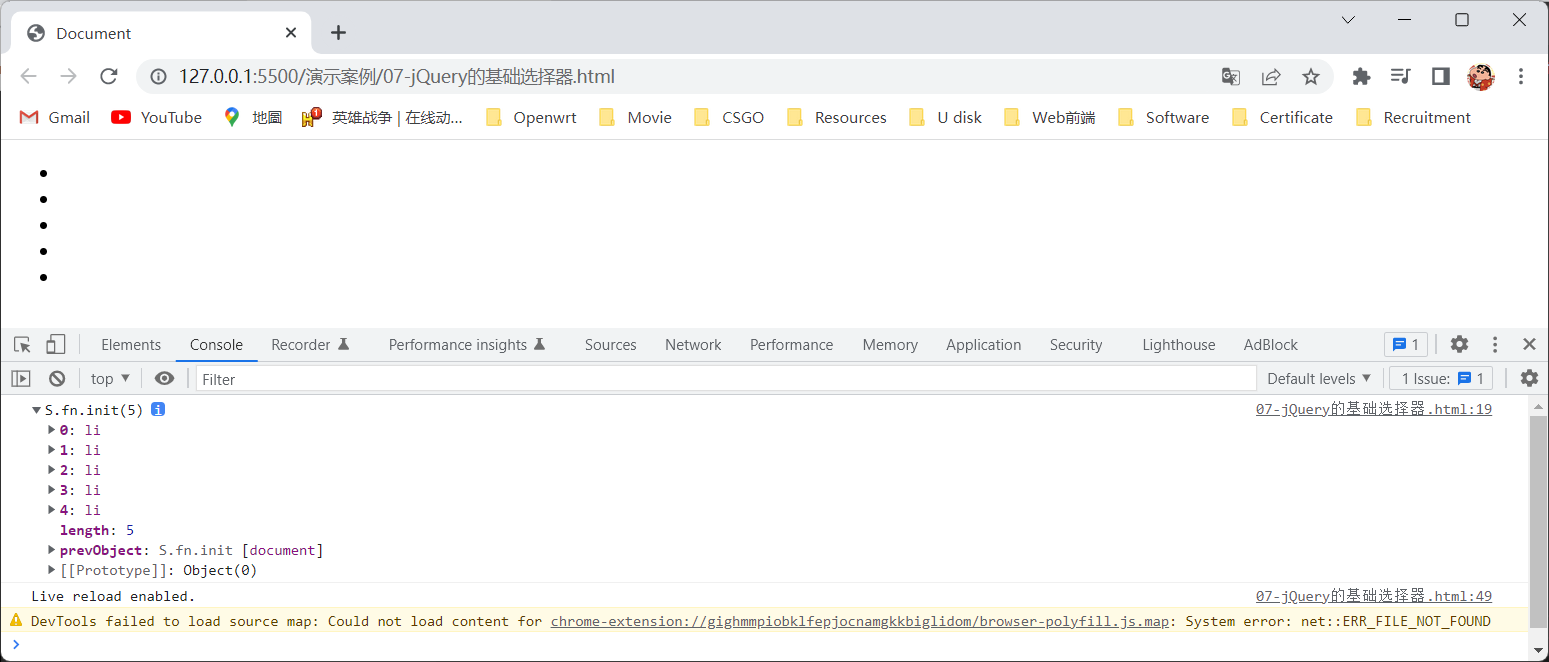 Document
127.0.0.1:5500/演示案例/07-jQuery的基础选择器.html
Gmail YouTube 地圖 英雄战争 | 在线动... Openwrt Movie CSGO Resources U disk Web前端 Software Certificate Recruitment
Elements Console Recorder Performance insights Sources Network Performance Memory Application Security Lighthouse AdBlock 1
top Filter Default levels 1 Issue: 1
S.fn.init(5) 07-jQuery的基础选择器.html:19
0: li
1: li
2: li
3: li
4: li
length: 5
prevObject: S.fn.init [document]
[[Prototype]]: Object(0)
Live reload enabled. 07-jQuery的基础选择器.html:49
DevTools failed to load source map: Could not load content for chrome-extension://gighmmpiobklfepjocnamgkkbiglidom/browser-polyfill.js.map: System error: net::ERR_FILE_NOT_FOUND